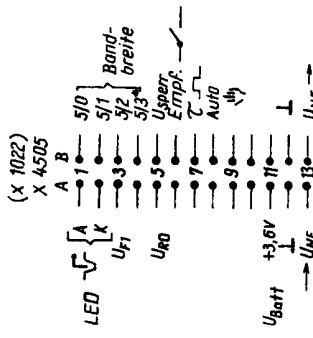 (X 1022)
X 4505
A B
LED A 1 5/0
K 5/1 Band-
U_F1 3 5/2 breite
5/3
5 U_sperr
Empf.
7 τ
Auto
9
U_Batt +3,6V 11 ⊥
⊥
→ U_NF 13